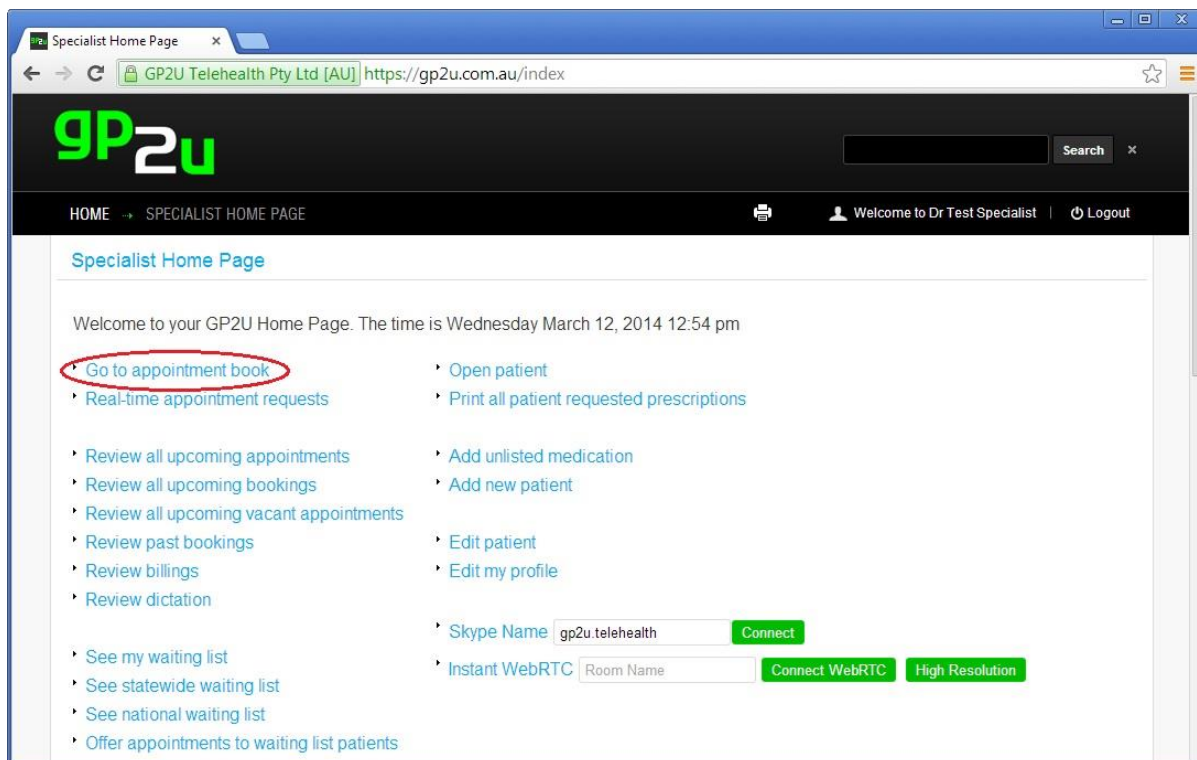 Specialist Home Page
GP2U Telehealth Pty Ltd [AU] https://gp2u.com.au/index
gp2u
Search
HOME SPECIALIST HOME PAGE
Welcome to Dr Test Specialist | Logout
Specialist Home Page
Welcome to your GP2U Home Page. The time is Wednesday March 12, 2014 12:54 pm
Go to appointment book
Real-time appointment requests
Review all upcoming appointments
Review all upcoming bookings
Review all upcoming vacant appointments
Review past bookings
Review billings
Review dictation
See my waiting list
See statewide waiting list
See national waiting list
Offer appointments to waiting list patients
Open patient
Print all patient requested prescriptions
Add unlisted medication
Add new patient
Edit patient
Edit my profile
Skype Name gp2u.telehealth Connect
Instant WebRTC Room Name Connect WebRTC High Resolution